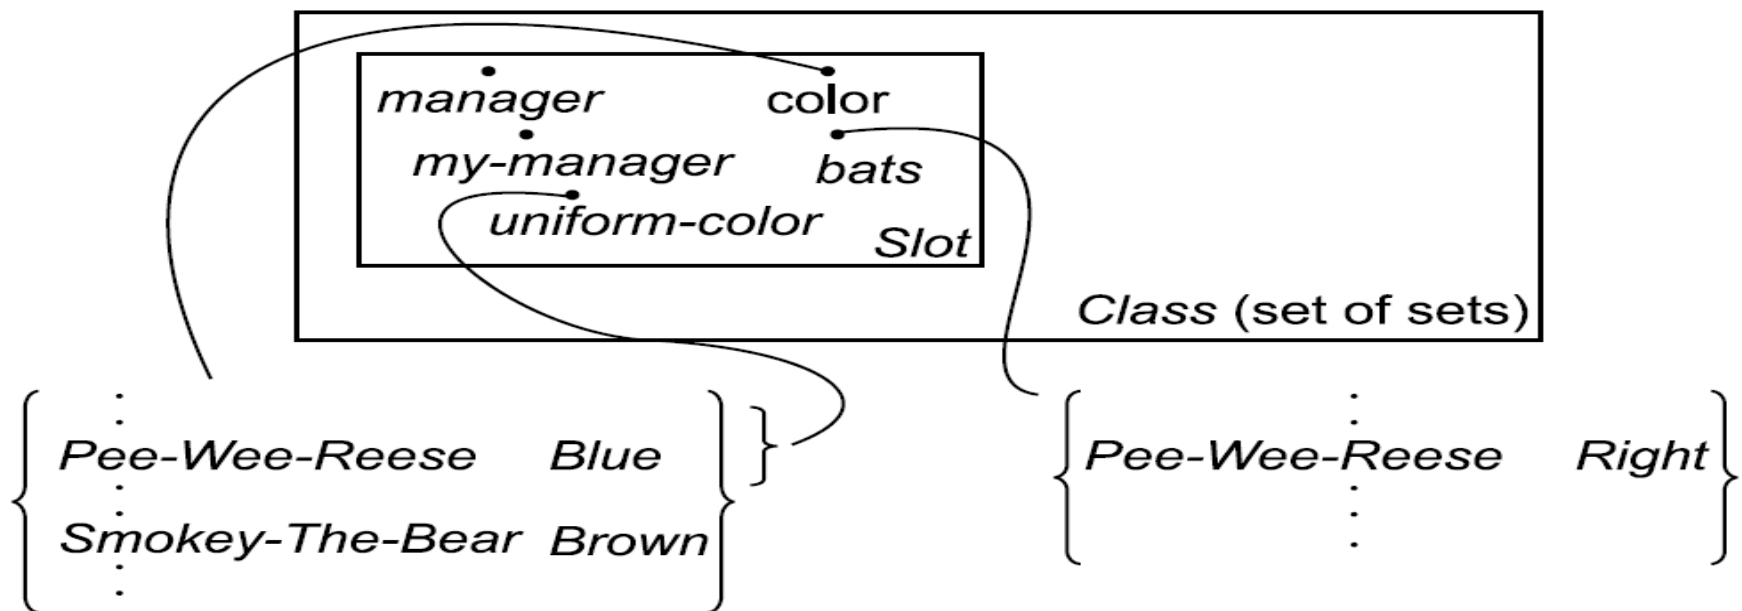 manager color
my-manager bats
uniform-color
Slot
Class (set of sets)
Pee-Wee-Reese Blue
Smokey-The-Bear Brown
Pee-Wee-Reese Right